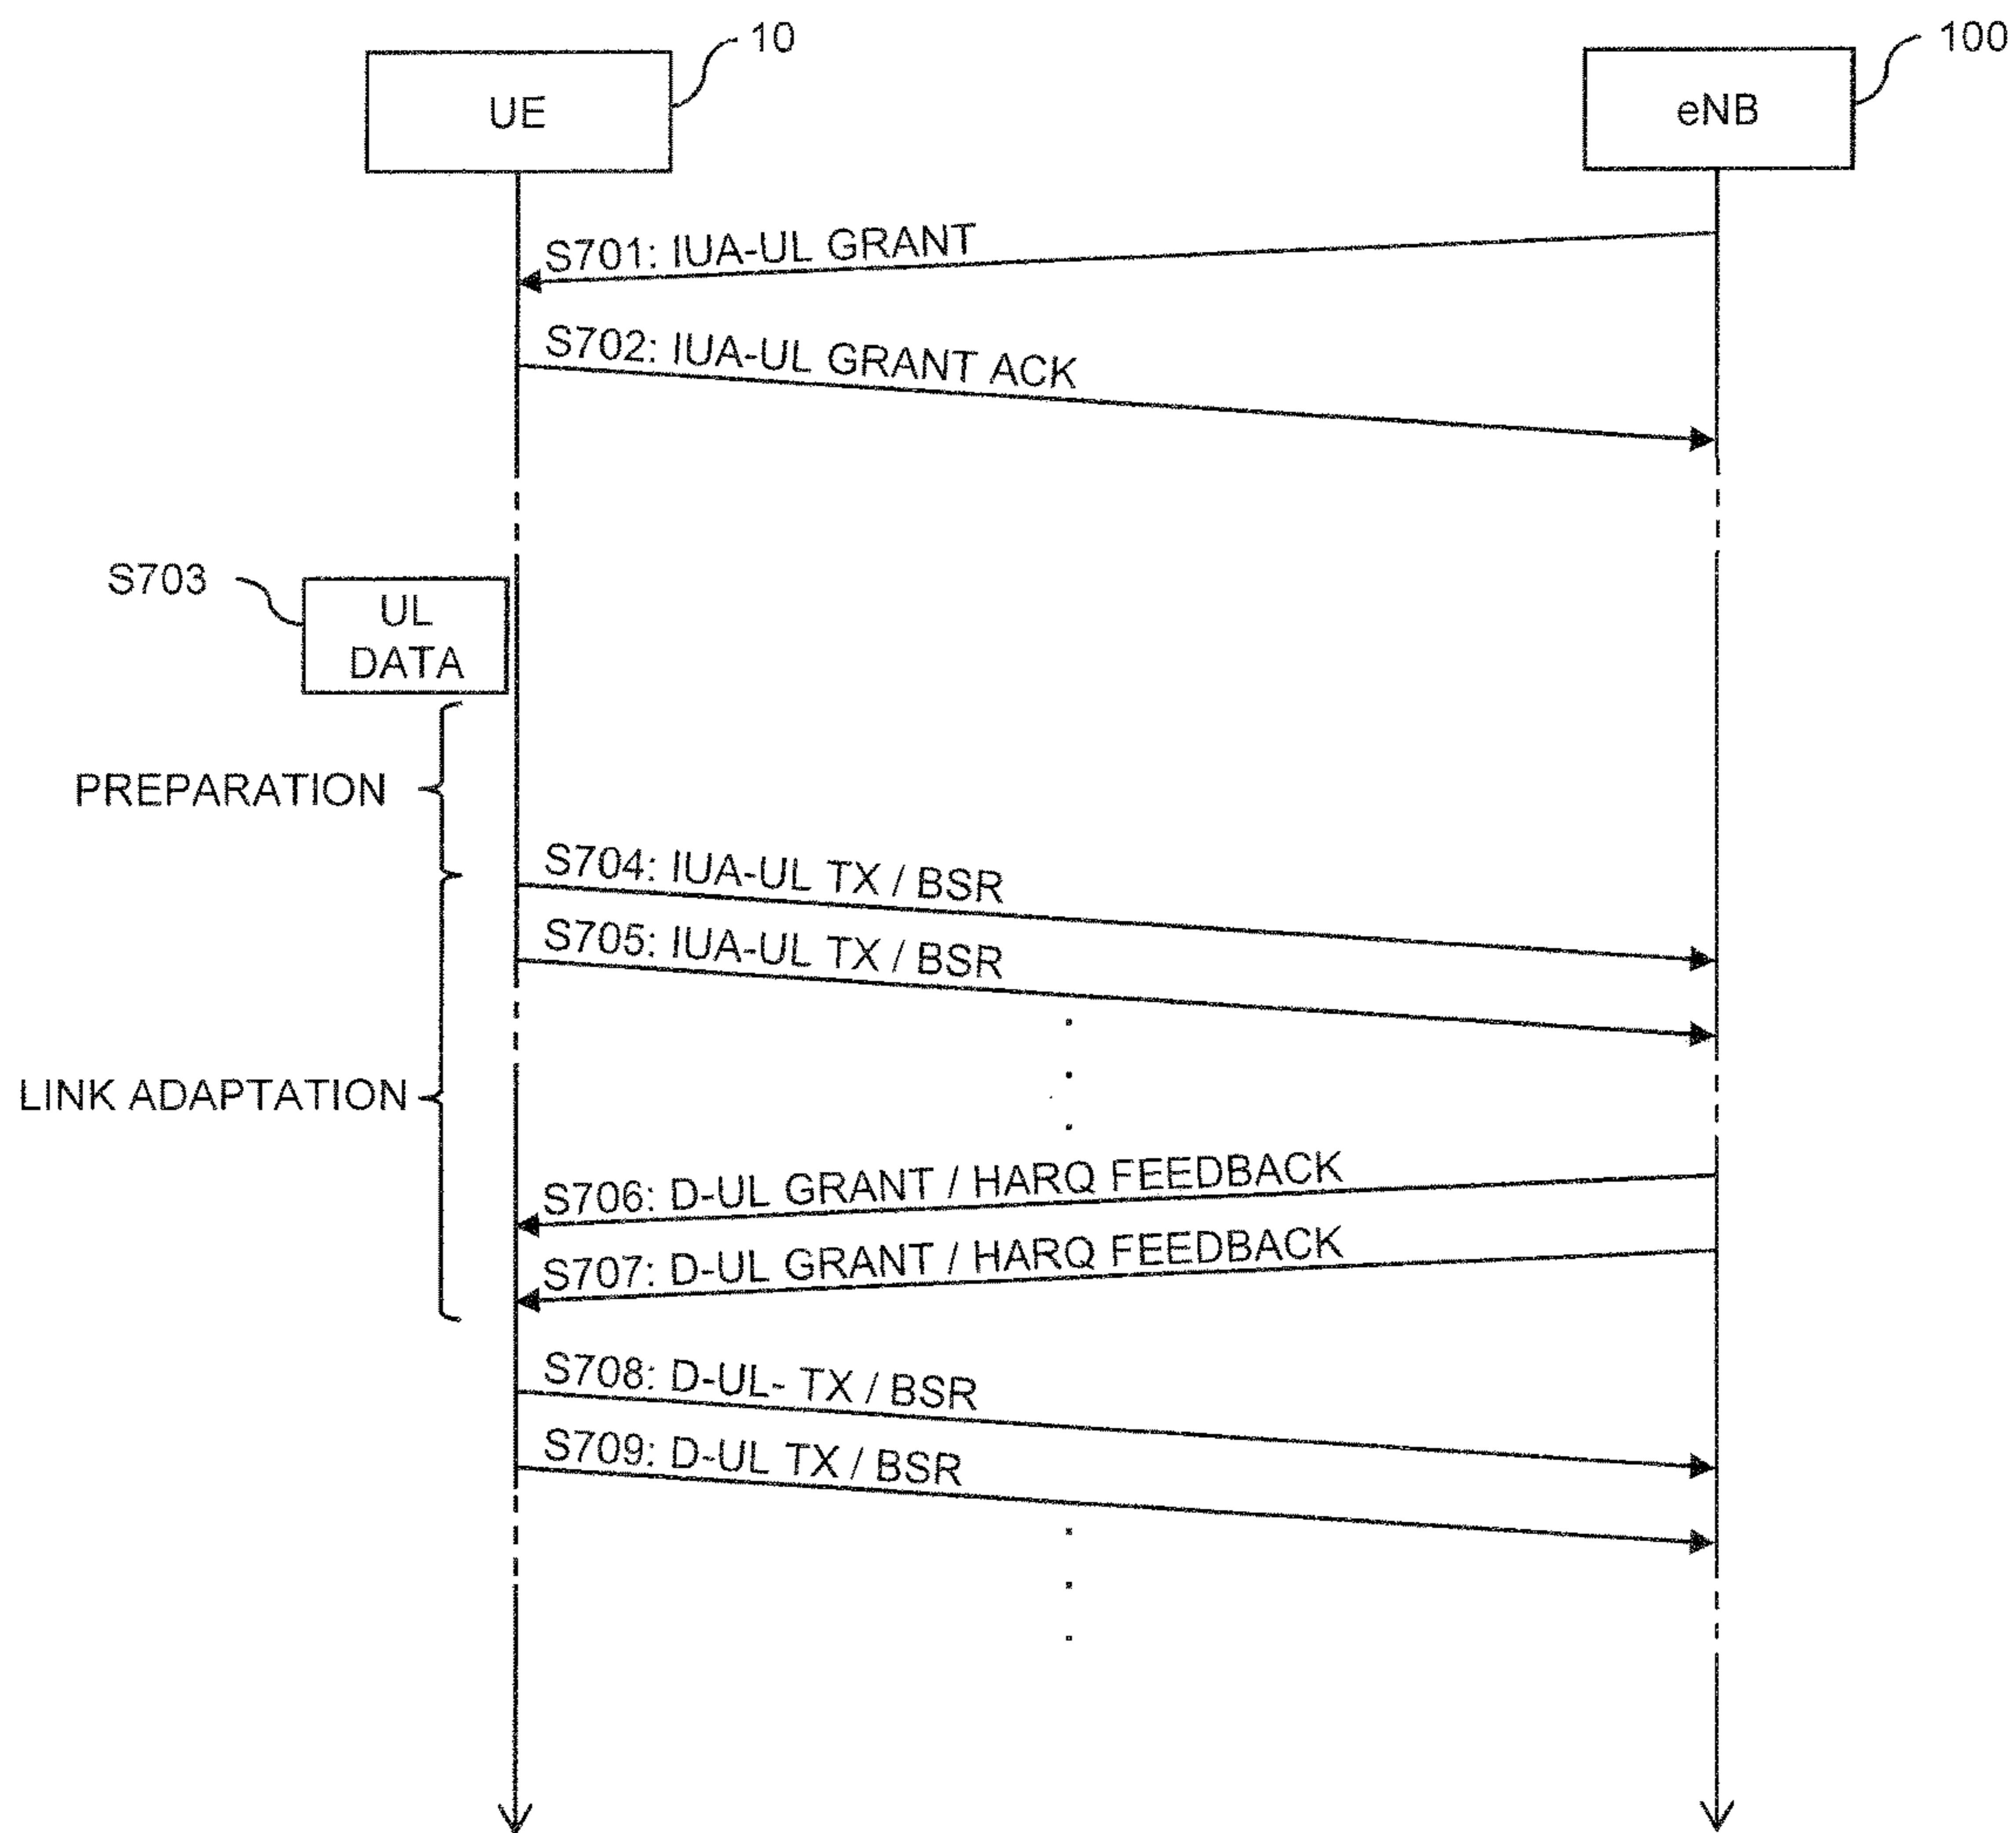 10
100
UE
eNB
S701: IUA-UL GRANT
S702: IUA-UL GRANT ACK
S703
UL
DATA
PREPARATION
S704: IUA-UL TX / BSR
S705: IUA-UL TX / BSR
LINK ADAPTATION
S706: D-UL GRANT / HARQ FEEDBACK
S707: D-UL GRANT / HARQ FEEDBACK
S708: D-UL- TX / BSR
S709: D-UL TX / BSR